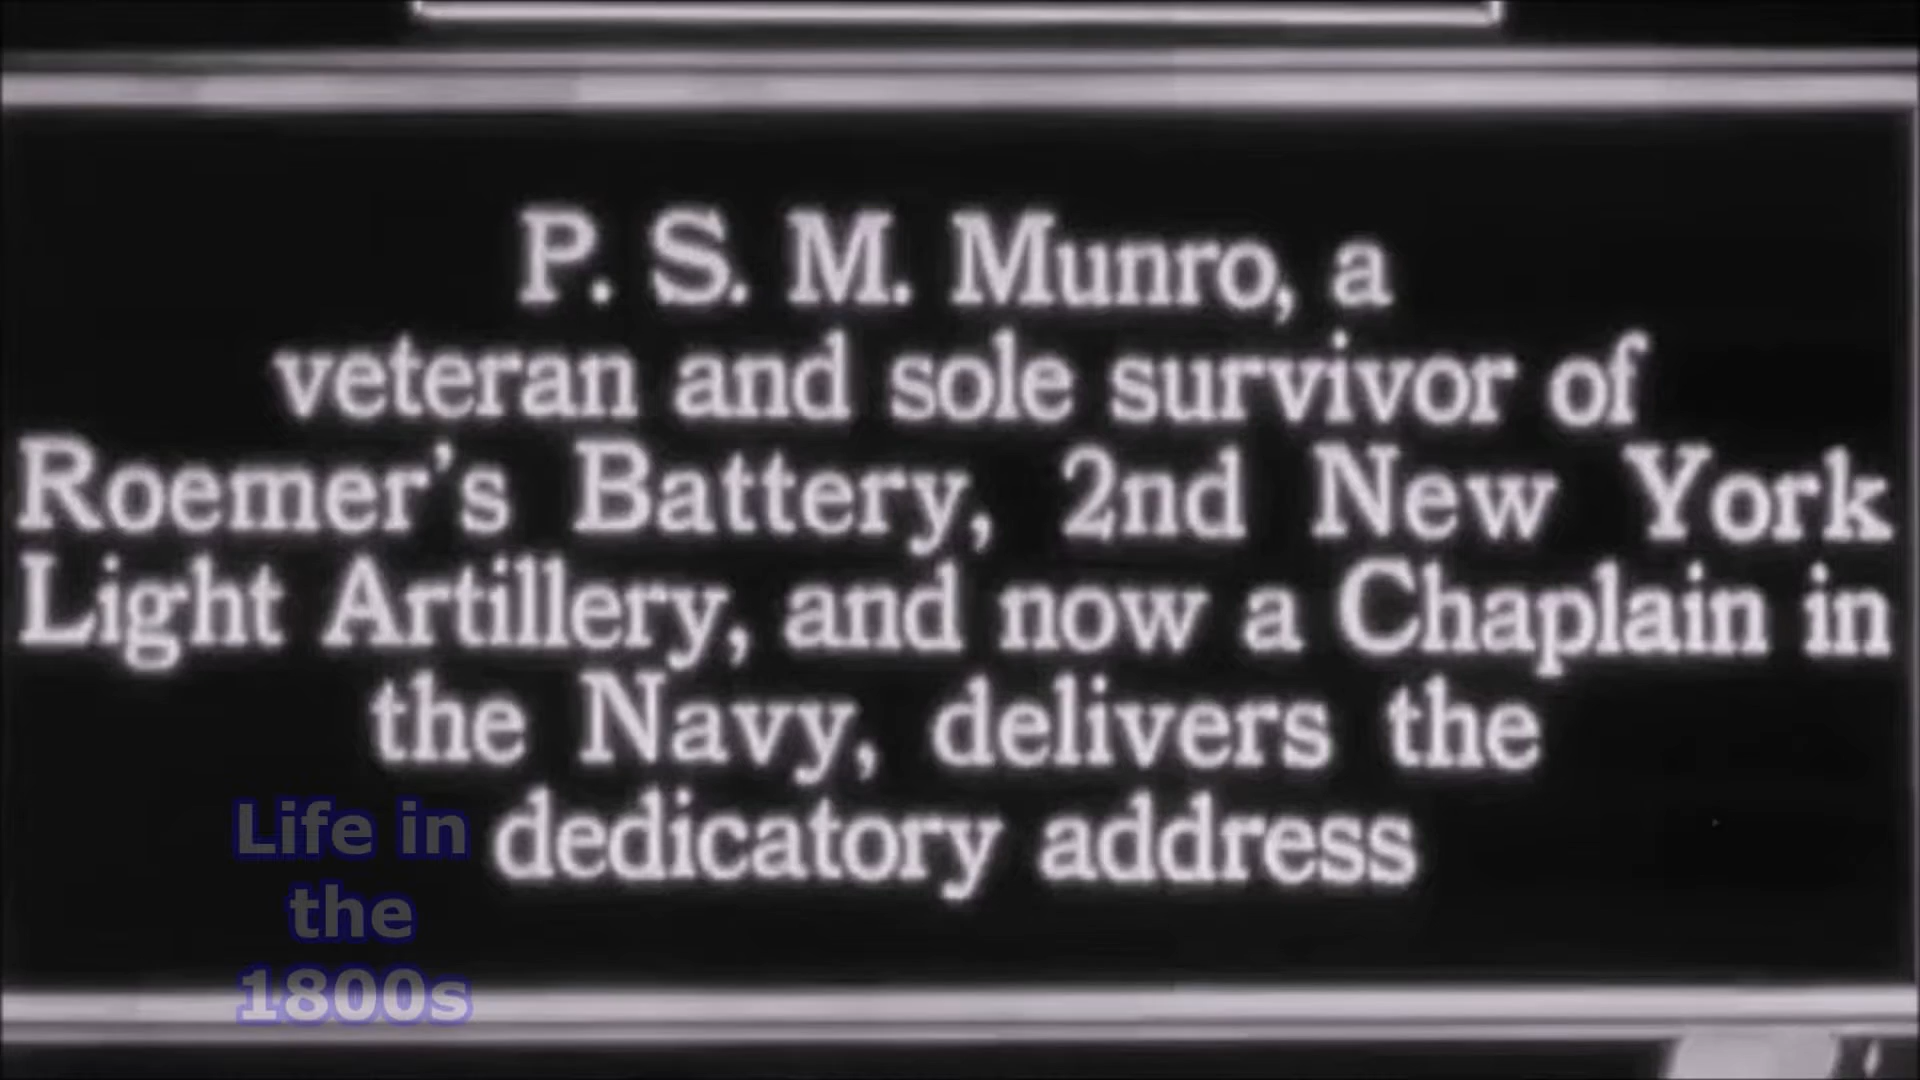 P. S. M. Munro, a
veteran and sole survivor of
Roemer's Battery, 2nd New York
Light Artillery, and now a Chaplain in
the Navy, delivers the
dedicatory address
Life in
the
1800s